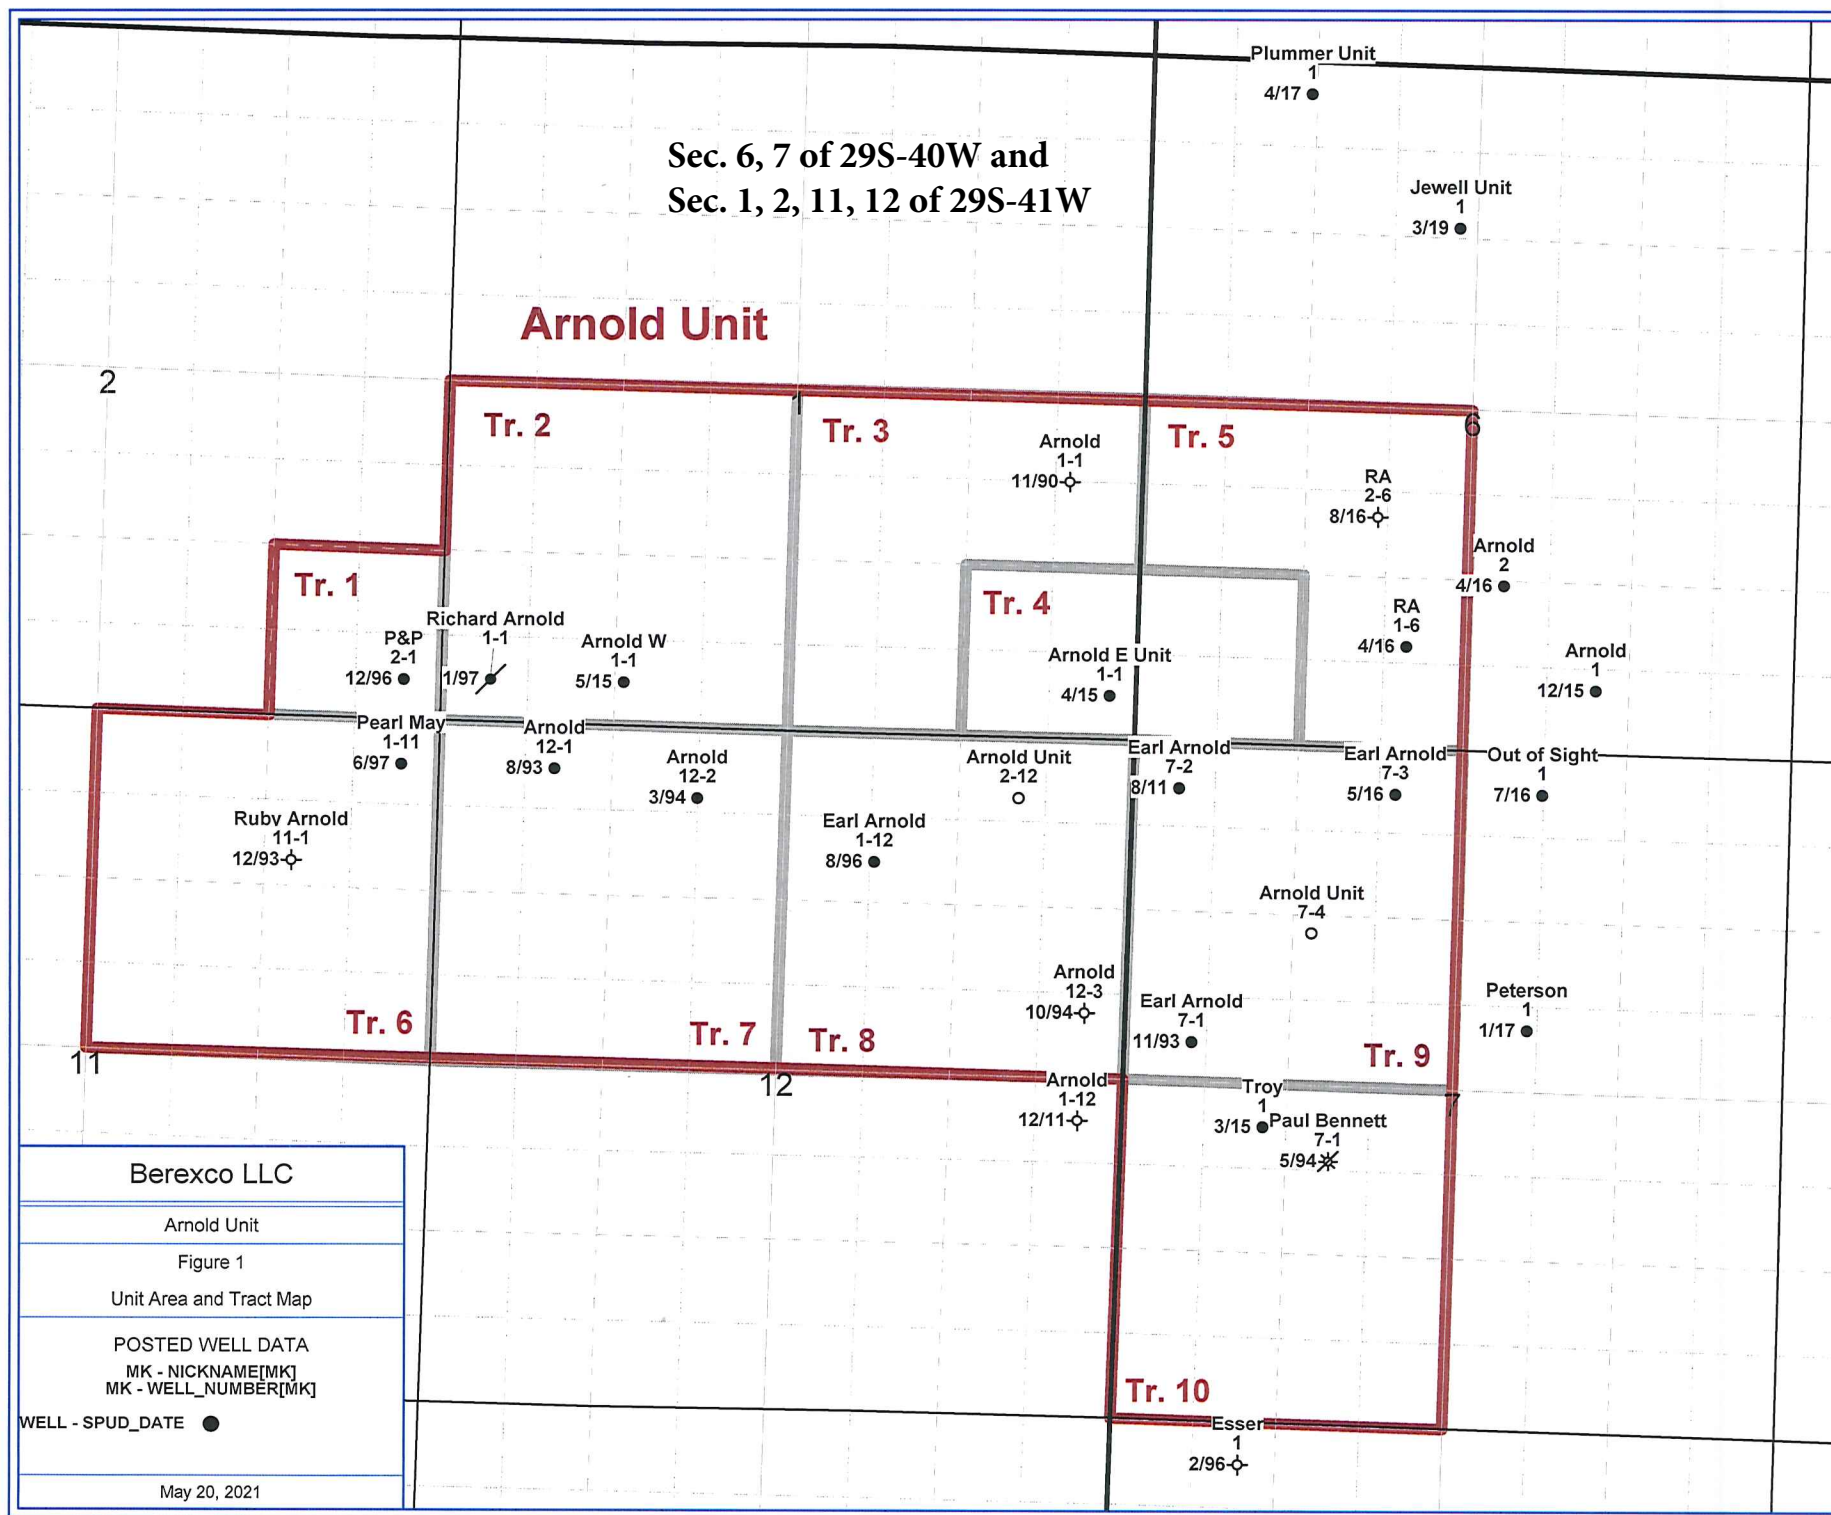 Plummer Unit
1
4/17
Sec. 6, 7 of 29S-40W and
Sec. 1, 2, 11, 12 of 29S-41W
Jewell Unit
1
3/19
Arnold Unit
2
1
6
Tr. 2
Tr. 3
Tr. 5
Arnold
1-1
11/90
RA
2-6
8/16
Arnold
2
4/16
Tr. 1
Tr. 4
Richard Arnold
1-1
1/97
P&P
2-1
12/96
Arnold W
1-1
5/15
Arnold E Unit
1-1
4/15
RA
1-6
4/16
Arnold
1
12/15
Pearl May
1-11
6/97
Arnold
12-1
8/93
Arnold
12-2
3/94
Arnold Unit
2-12
Earl Arnold
7-2
8/11
Earl Arnold
7-3
5/16
Out of Sight
1
7/16
Ruby Arnold
11-1
12/93
Earl Arnold
1-12
8/96
Arnold Unit
7-4
Arnold
12-3
10/94
Earl Arnold
7-1
11/93
Peterson
1
1/17
Tr. 6
Tr. 7
Tr. 8
Tr. 9
11
12
7
Arnold
1-12
12/11
Troy
1
3/15
Paul Bennett
7-1
5/94
Tr. 10
Esser
1
2/96
Berexco LLC
Arnold Unit
Figure 1
Unit Area and Tract Map
POSTED WELL DATA
MK - NICKNAME[MK]
MK - WELL_NUMBER[MK]
WELL - SPUD_DATE
May 20, 2021